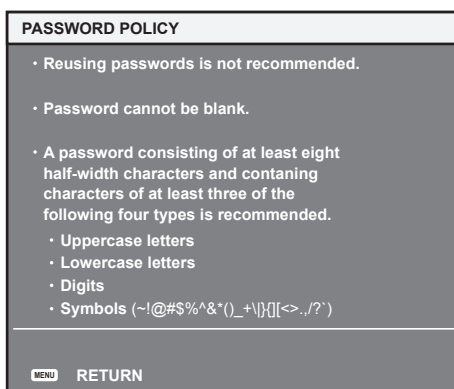 PASSWORD POLICY
・Reusing passwords is not recommended.
・Password cannot be blank.
・A password consisting of at least eight
half-width characters and contaning
characters of at least three of the
following four types is recommended.
・Uppercase letters
・Lowercase letters
・Digits
・Symbols (~!@#$%^&*()_+\|}{][<>.,/?`)
MENU RETURN